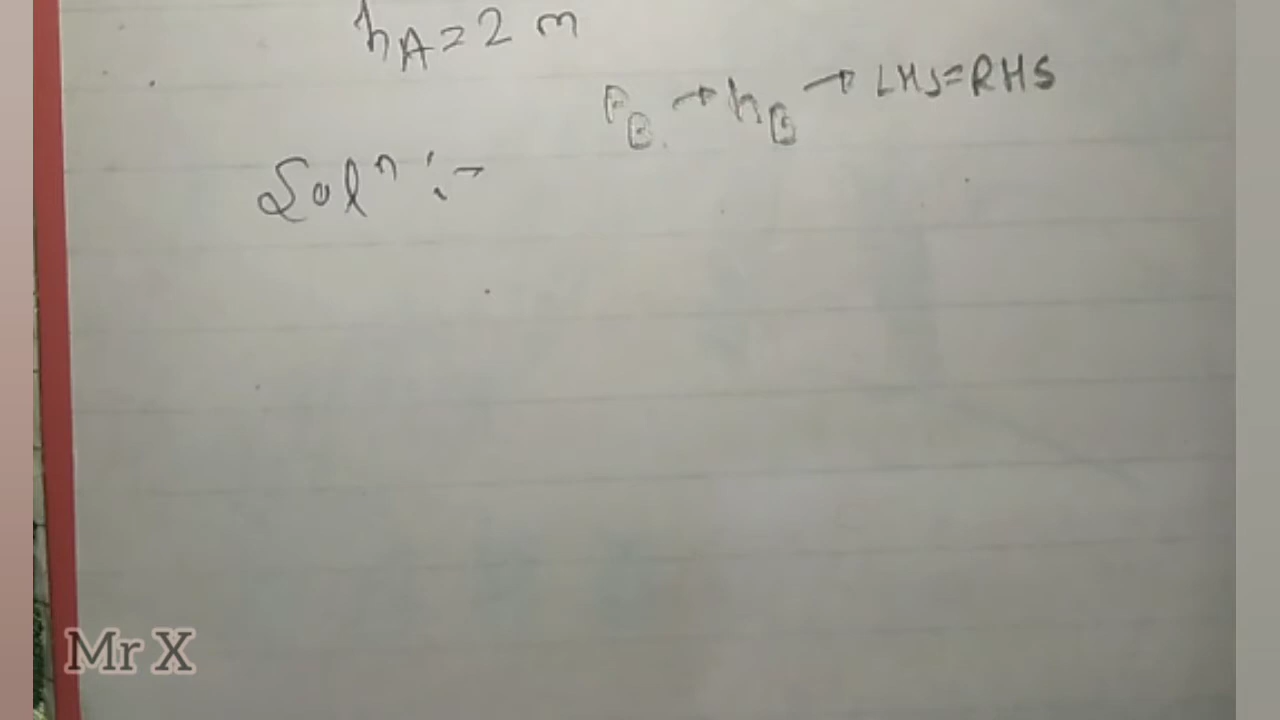 hA = 2 m
PB → hB → LHS=RHS
Solⁿ :-
Mr X